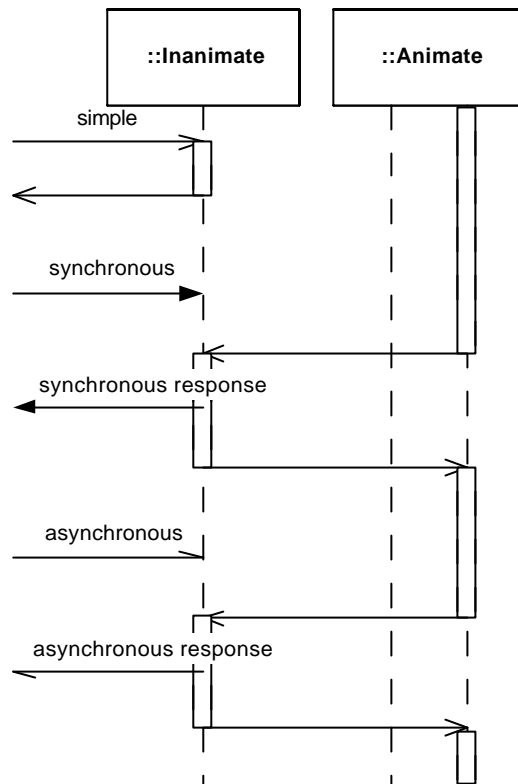 ::Inanimate
::Animate
simple
synchronous
synchronous response
asynchronous
asynchronous response